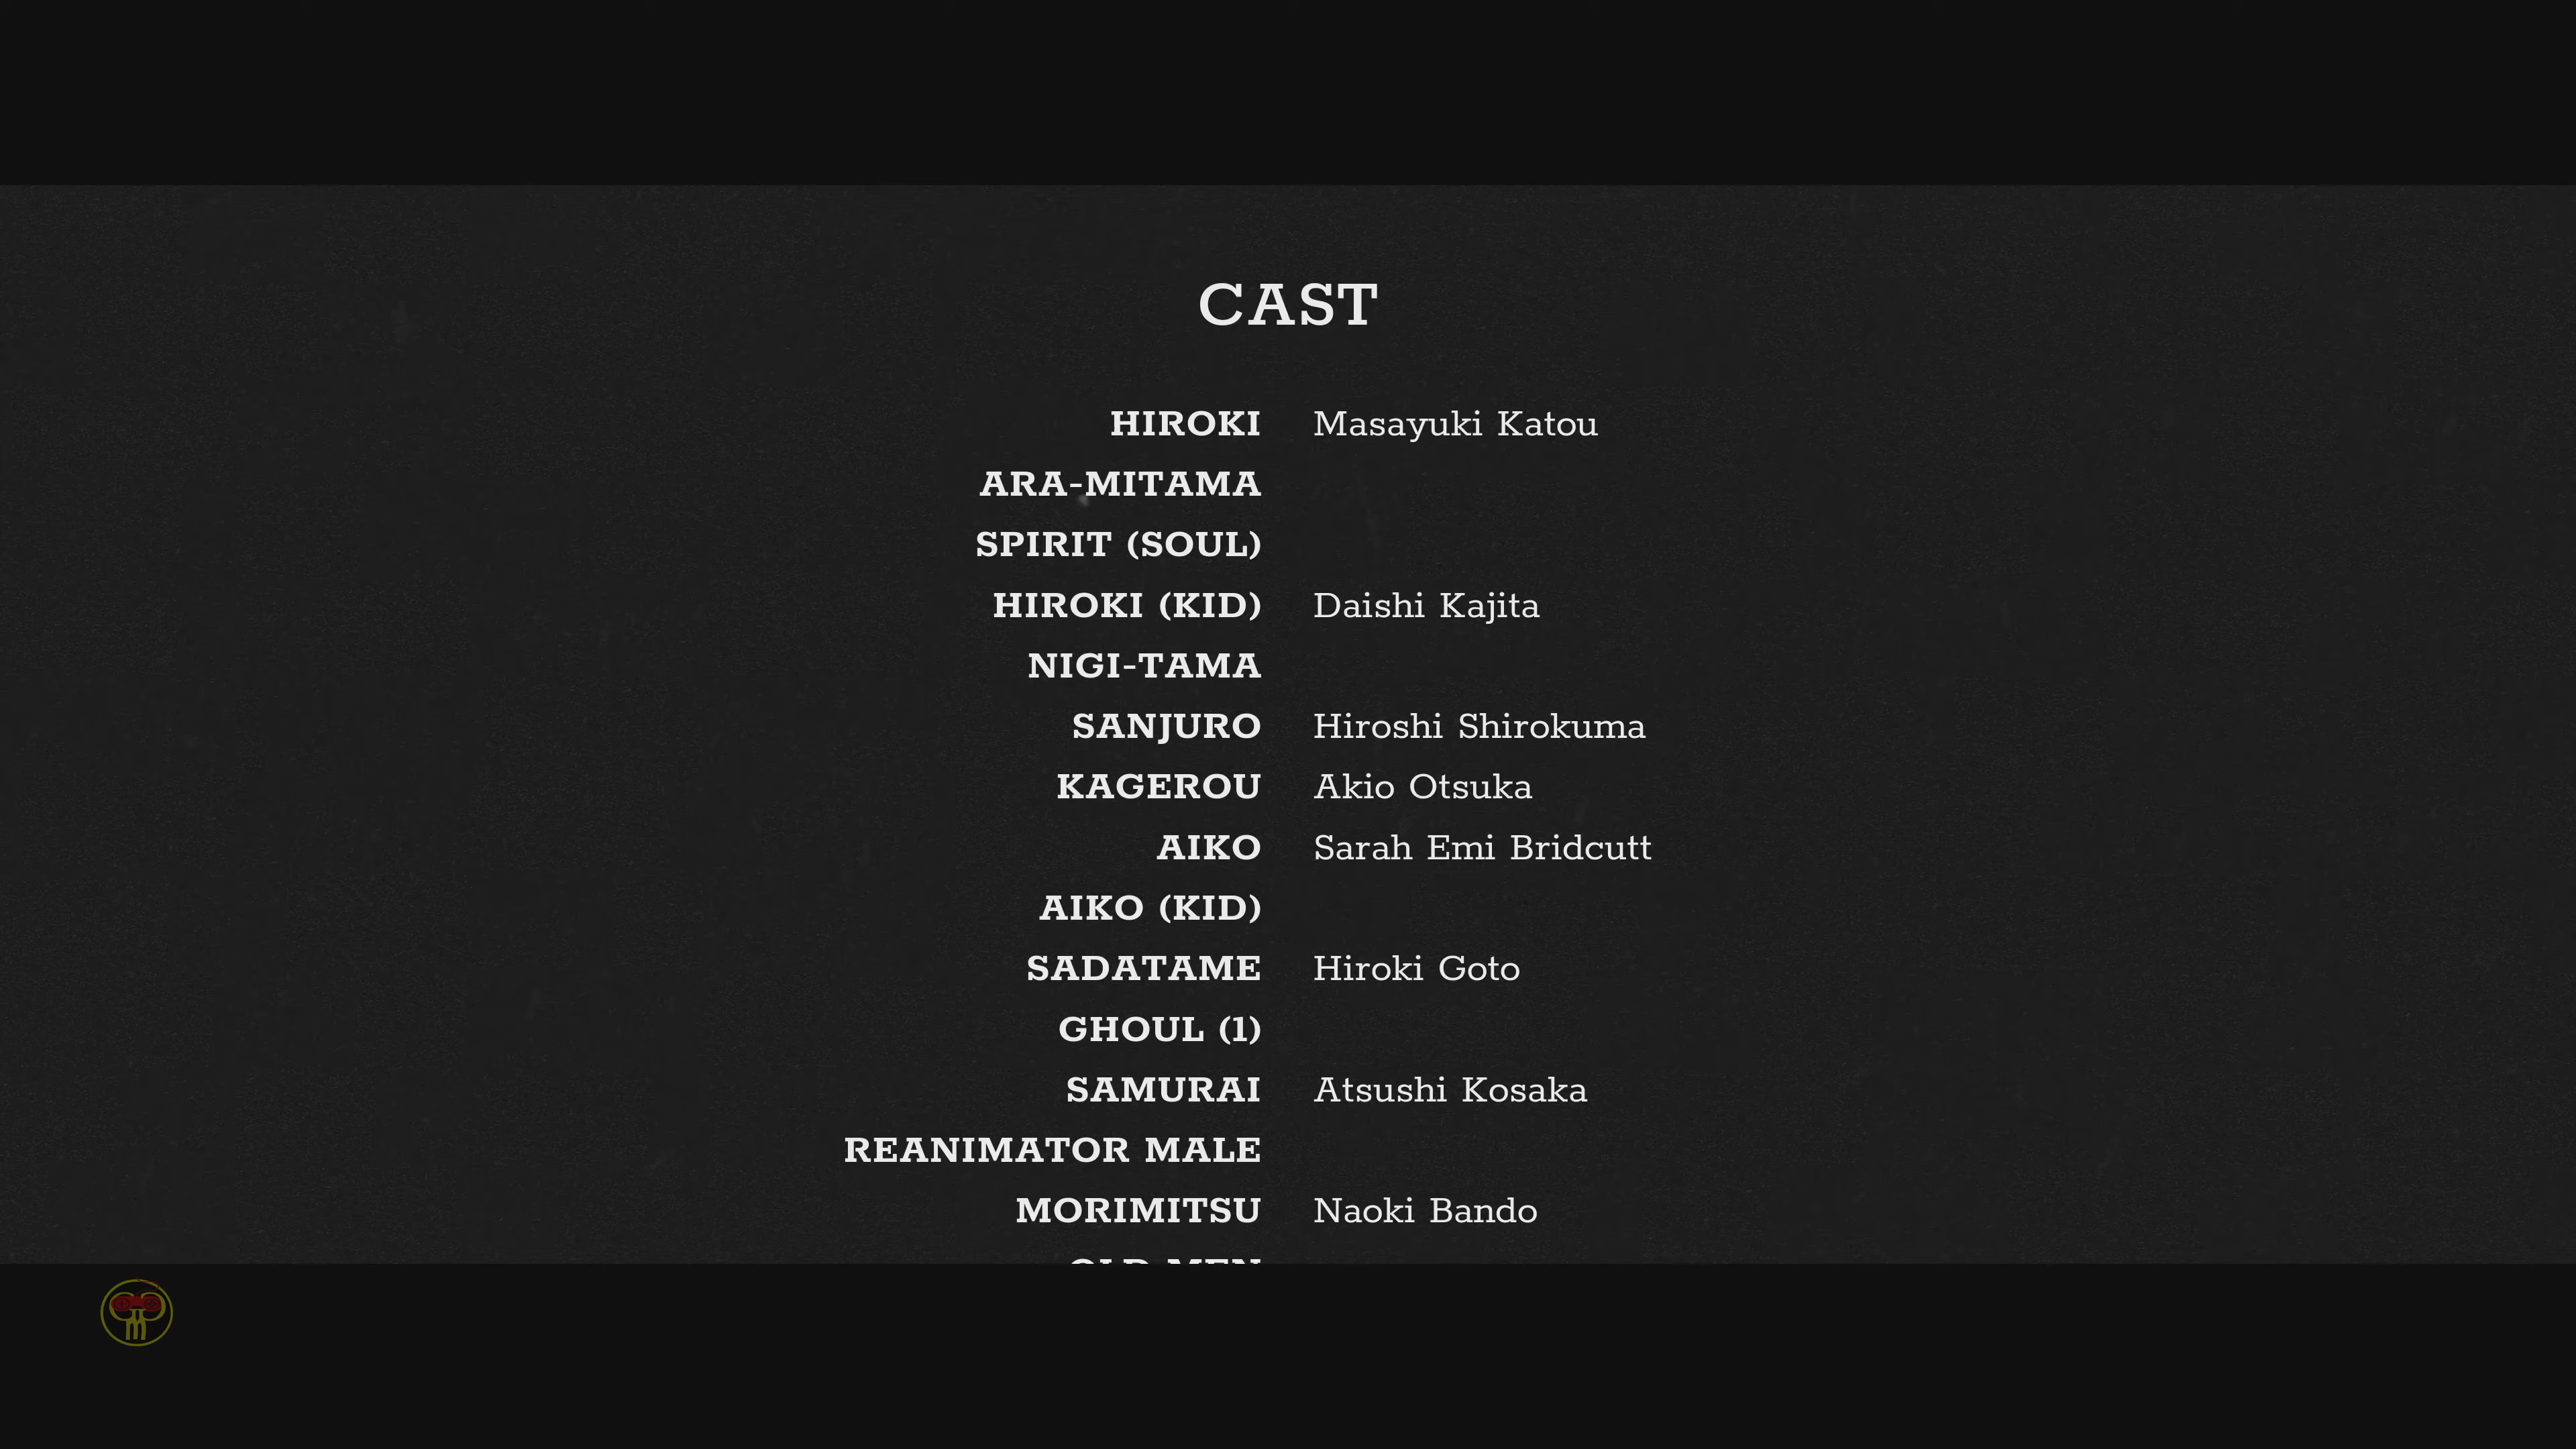 CAST
HIROKI Masayuki Katou
ARA-MITAMA
SPIRIT (SOUL)
HIROKI (KID) Daishi Kajita
NIGI-TAMA
SANJURO Hiroshi Shirokuma
KAGEROU Akio Otsuka
AIKO Sarah Emi Bridcutt
AIKO (KID)
SADATAME Hiroki Goto
GHOUL (1)
SAMURAI Atsushi Kosaka
REANIMATOR MALE
MORIMITSU Naoki Bando
OLD MEN